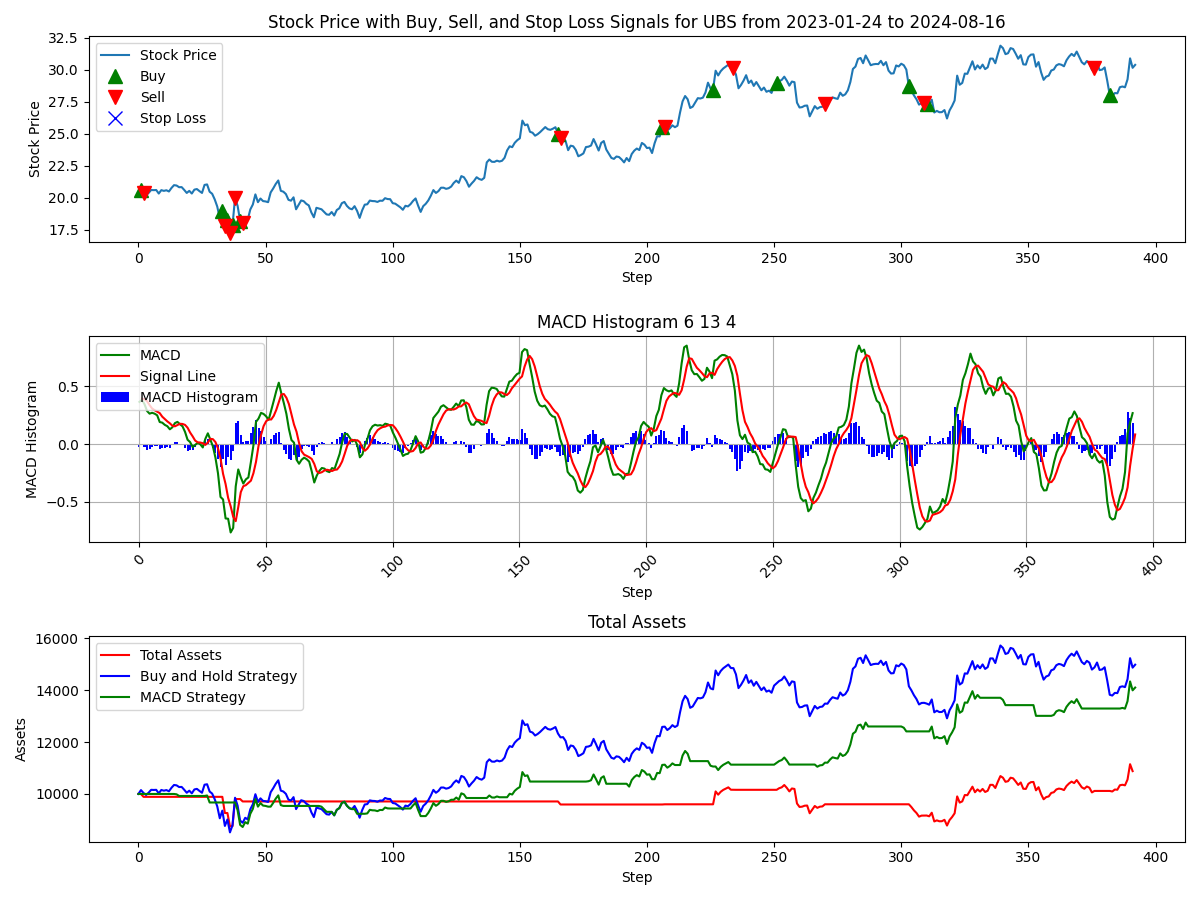 Stock Price with Buy, Sell, and Stop Loss Signals for UBS from 2023-01-24 to 2024-08-16
Stock Price
32.5
30.0
27.5
25.0
22.5
20.0
17.5
Stock Price
Buy
Sell
Stop Loss
0 50 100 150 200 250 300 350 400
Step
MACD Histogram 6 13 4
MACD Histogram
0.5
0.0
−0.5
MACD
Signal Line
MACD Histogram
0 50 100 150 200 250 300 350 400
Step
Total Assets
Assets
16000
14000
12000
10000
Total Assets
Buy and Hold Strategy
MACD Strategy
0 50 100 150 200 250 300 350 400
Step